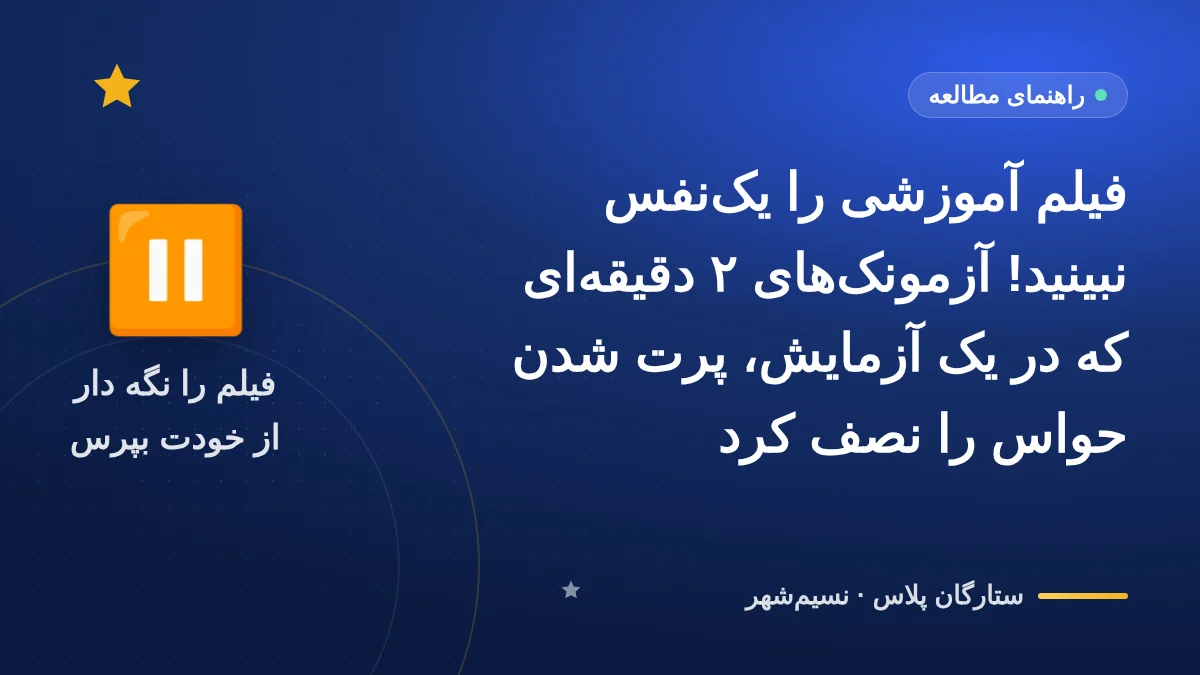 راهنمای مطالعه
فیلم آموزشی را یک‌نفس
نبینید! آزمونک‌های ۲ دقیقه‌ای
که در یک آزمایش، پرت شدن
حواس را نصف کرد
فیلم را نگه دار
از خودت بپرس
ستارگان پلاس · نسیم‌شهر